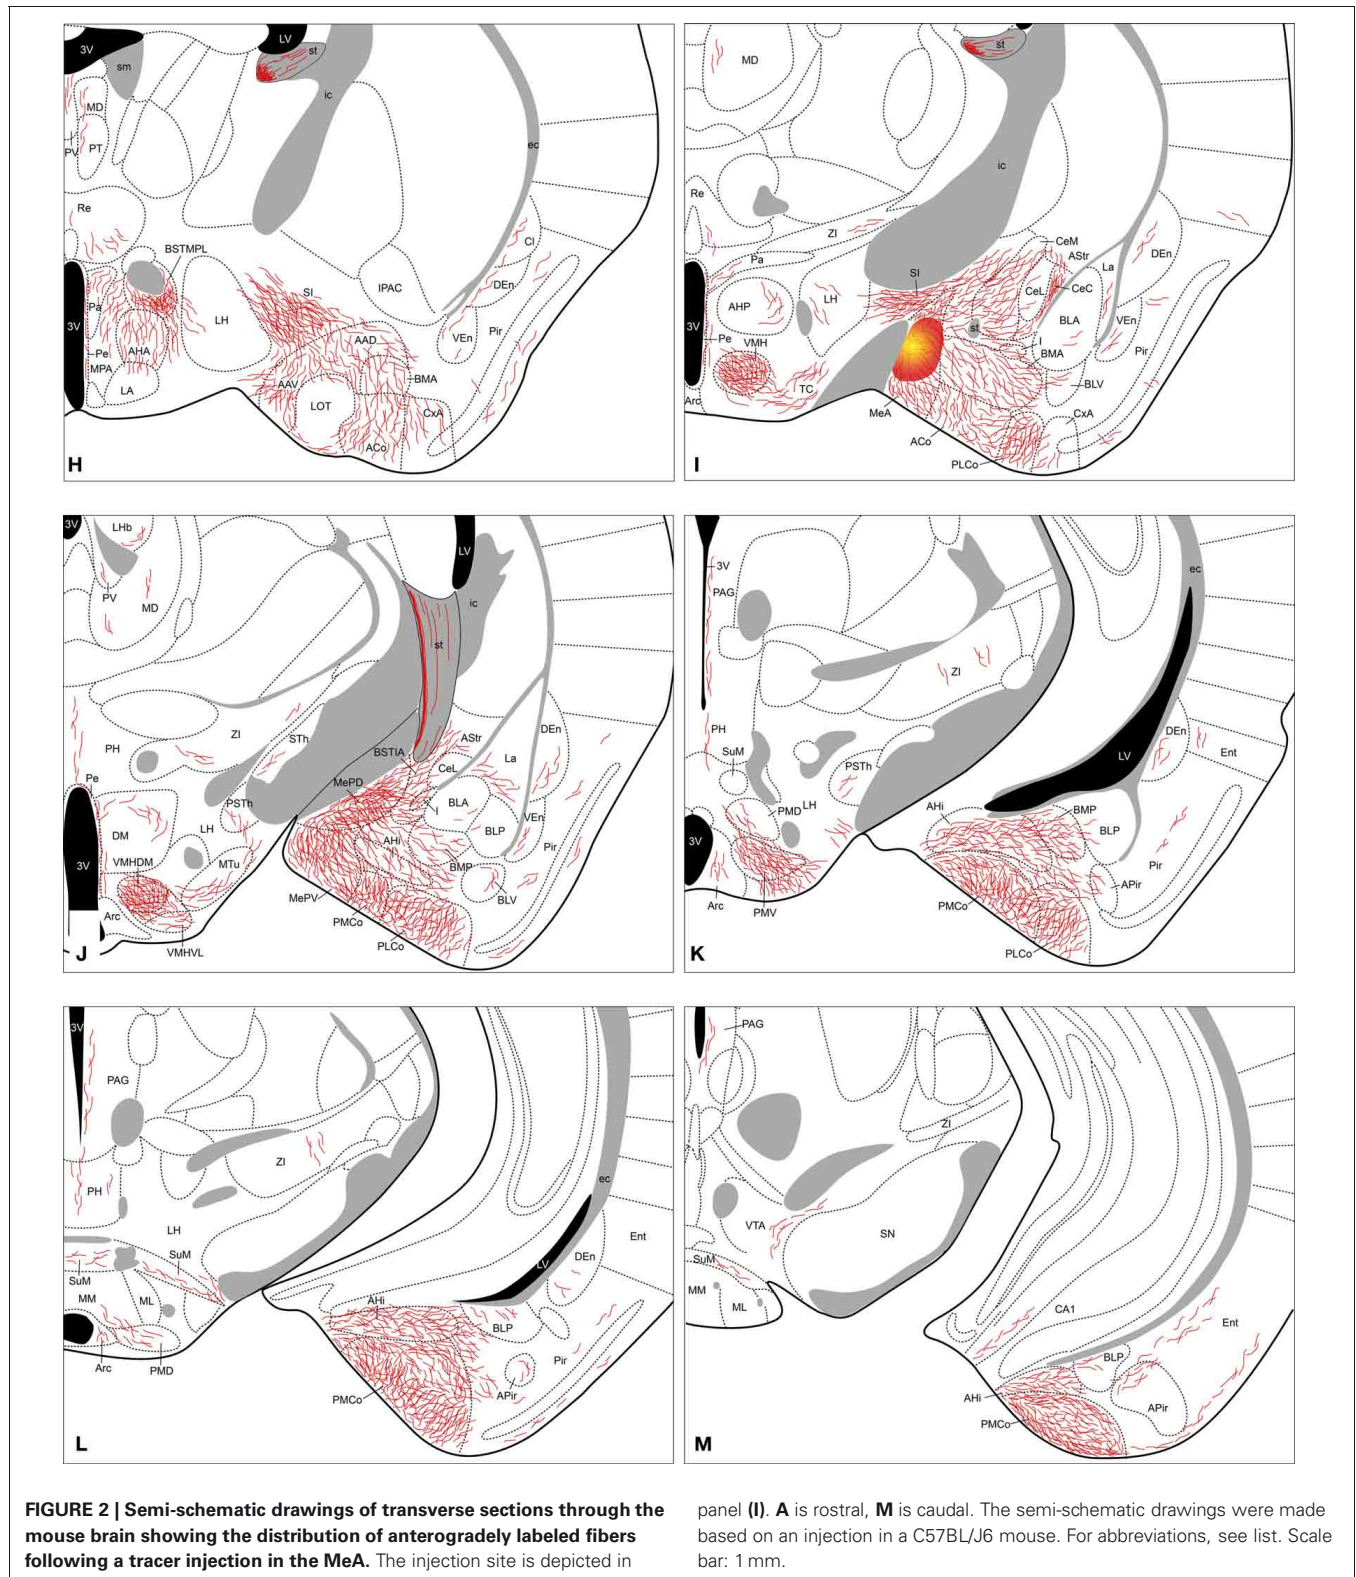 3V
LV
st
sm
ic
MD
PV
PT
ec
Re
BSTMPL
Cl
SI
IPAC
DEn
Pa
LH
3V
VEn
Pir
AAD
Pe
AHA
MPA
BMA
LA
AAV
LOT
CxA
ACo
H
MD
st
ic
Re
ZI
CeM
AStr
Pa
La
DEn
SI
AHP
LH
CeL
CeC
3V
BLA
VEn
st
Pe
VMH
I
BMA
Pir
TC
BLV
Arc
MeA
CxA
ACo
PLCo
I
3V
LHb
LV
PV
MD
ic
st
ZI
STh
DEn
PH
BSTIA
AStr
La
Pe
MePD
CeL
PSTh
I
BLA
DM
LH
VEn
AHi
BLP
Pir
3V
VMHDM
MTu
BMP
MePV
BLV
Arc
PMCo
PLCo
J
VMHVL
3V
ec
PAG
ZI
PH
DEn
Ent
SuM
PSTh
LV
PMD
LH
AHi
BMP
BLP
3V
Pir
APir
Arc
PMV
PMCo
K
PLCo
3V
PAG
ZI
PH
ec
LH
SuM
Ent
SuM
LV
DEn
MM
ML
AHi
BLP
Arc
PMD
Pir
PMCo
APir
L
PAG
ZI
VTA
SN
SuM
MM
ML
CA1
Ent
BLP
AHi
APir
PMCo
M
FIGURE 2 | Semi-schematic drawings of transverse sections through the
mouse brain showing the distribution of anterogradely labeled fibers
following a tracer injection in the MeA. The injection site is depicted in
panel (I). A is rostral, M is caudal. The semi-schematic drawings were made
based on an injection in a C57BL/J6 mouse. For abbreviations, see list. Scale
bar: 1 mm.